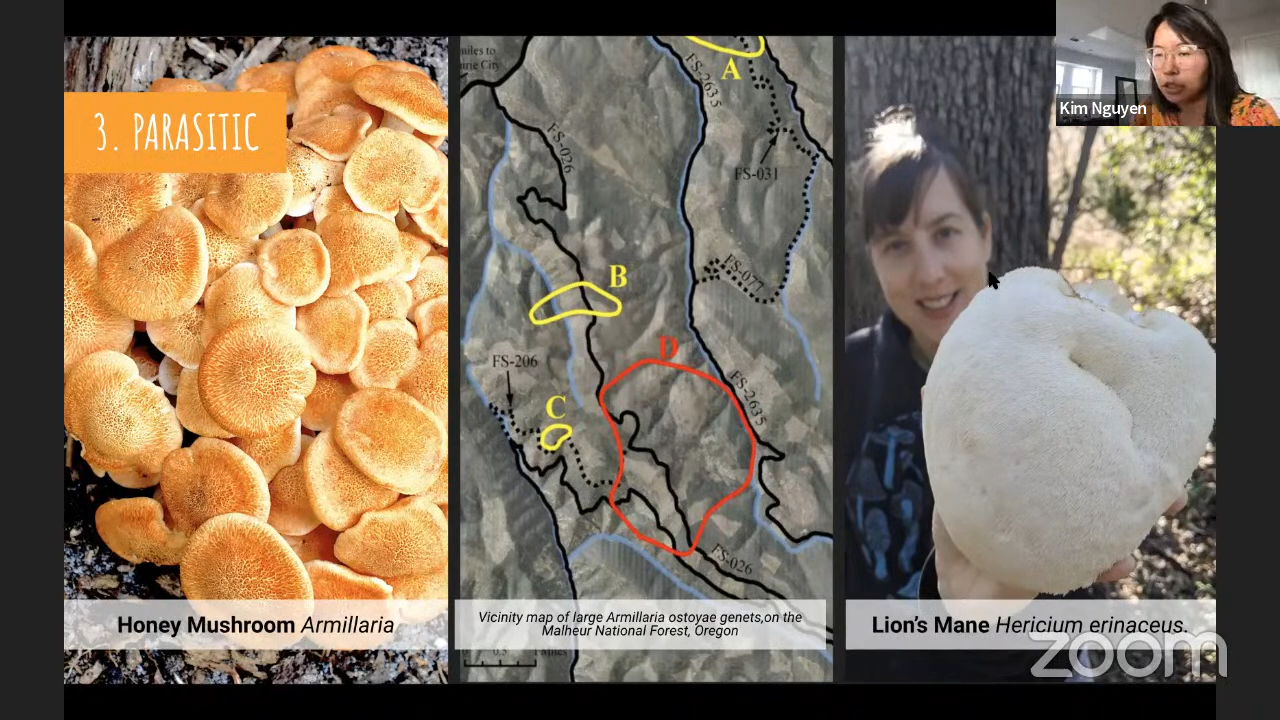 Kim Nguyen
3. PARASITIC
A
FS-2635
FS-026
FS-031
FS-077
B
FS-206
D
C
FS-2635
FS-026
Honey Mushroom Armillaria
Vicinity map of large Armillaria ostoyae genets,on the
Malheur National Forest, Oregon
Lion's Mane Hericium erinaceus.
zoom